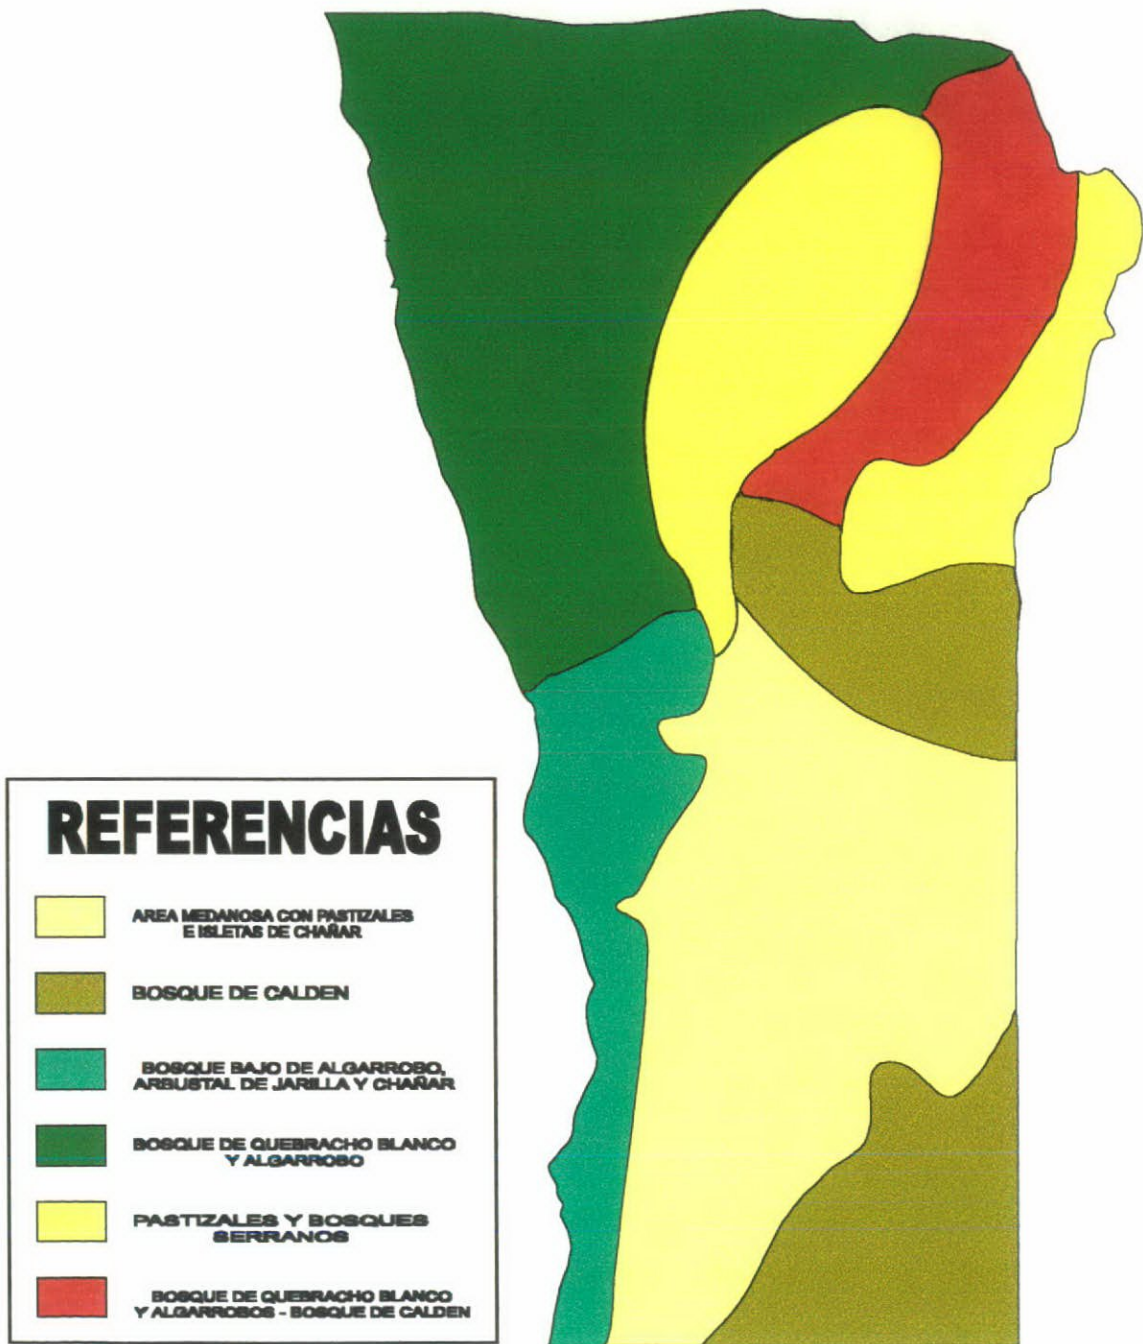 REFERENCIAS
AREA MEDANOSA CON PASTIZALES
E ISLETAS DE CHAÑAR
BOSQUE DE CALDEN
BOSQUE BAJO DE ALGARROBO,
ARBUSTAL DE JARILLA Y CHAÑAR
BOSQUE DE QUEBRACHO BLANCO
Y ALGARROBO
PASTIZALES Y BOSQUES
SERRANOS
BOSQUE DE QUEBRACHO BLANCO
Y ALGARROBOS - BOSQUE DE CALDEN